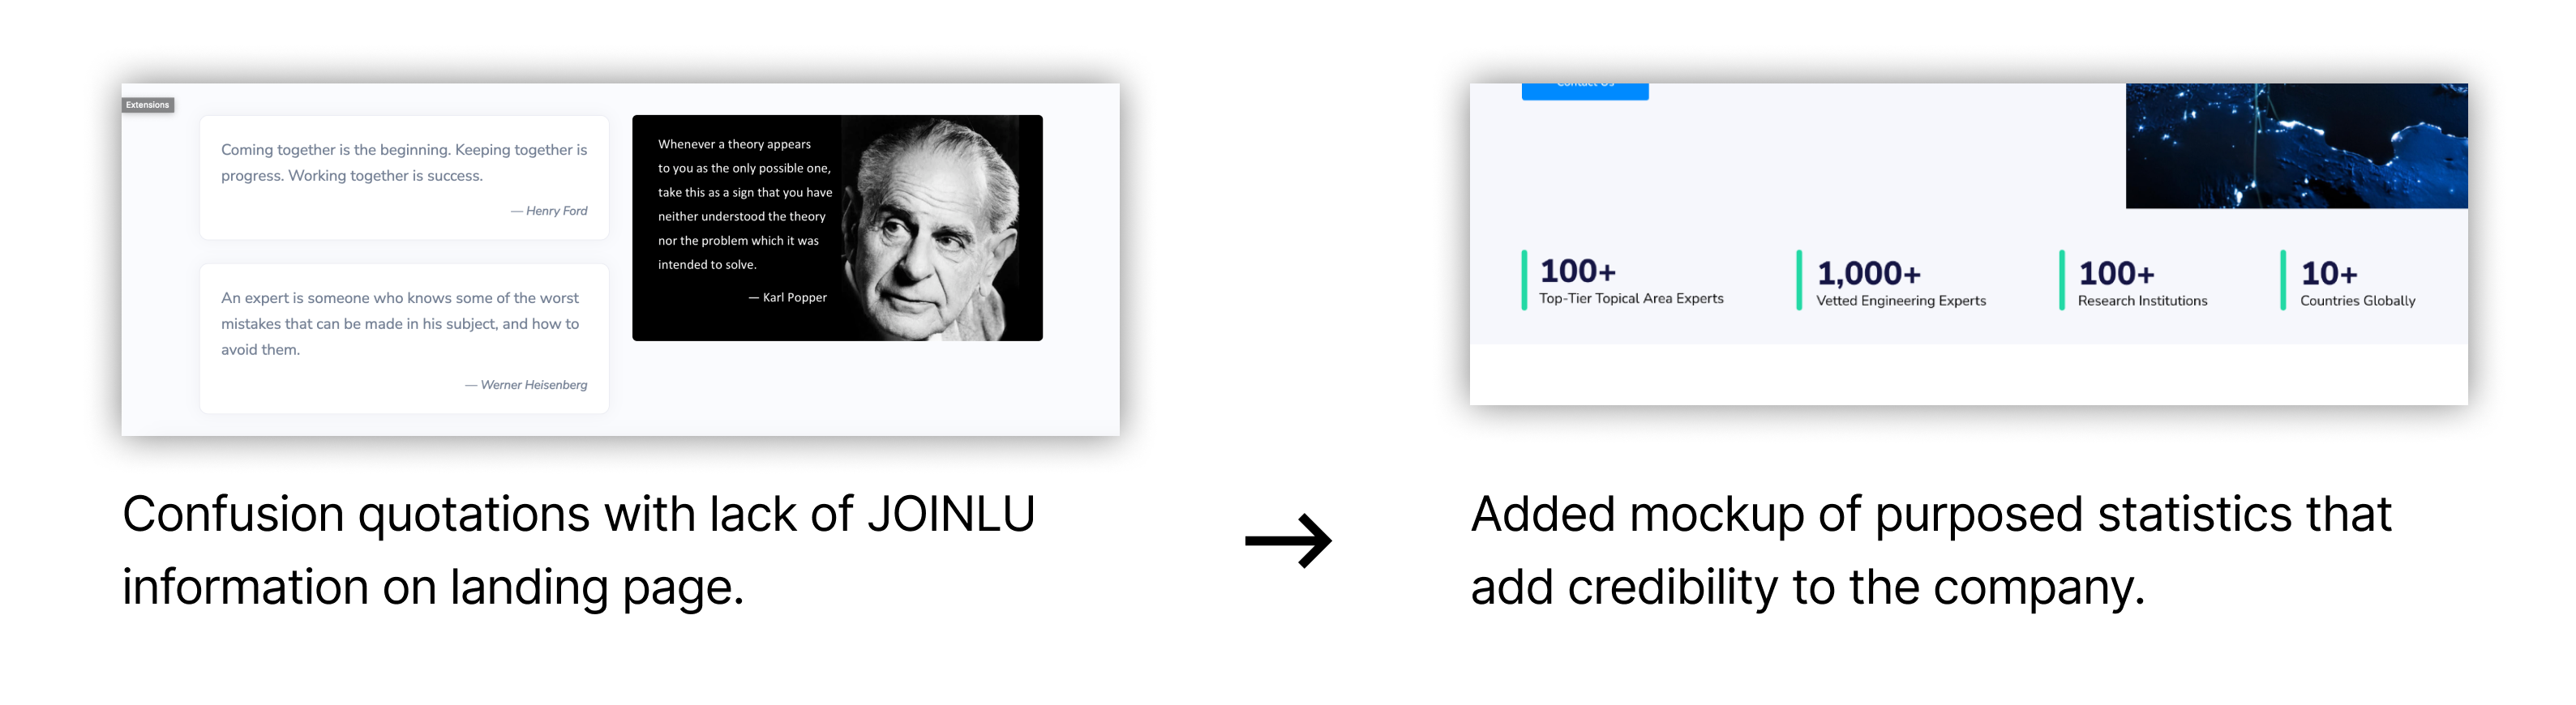 Extensions
Coming together is the beginning. Keeping together is
progress. Working together is success.
— Henry Ford
An expert is someone who knows some of the worst
mistakes that can be made in his subject, and how to
avoid them.
— Werner Heisenberg
Whenever a theory appears
to you as the only possible one,
take this as a sign that you have
neither understood the theory
nor the problem which it was
intended to solve.
— Karl Popper
Confusion quotations with lack of JOINLU
information on landing page.
→
Contact Us
100+
Top-Tier Topical Area Experts
1,000+
Vetted Engineering Experts
100+
Research Institutions
10+
Countries Globally
Added mockup of purposed statistics that
add credibility to the company.